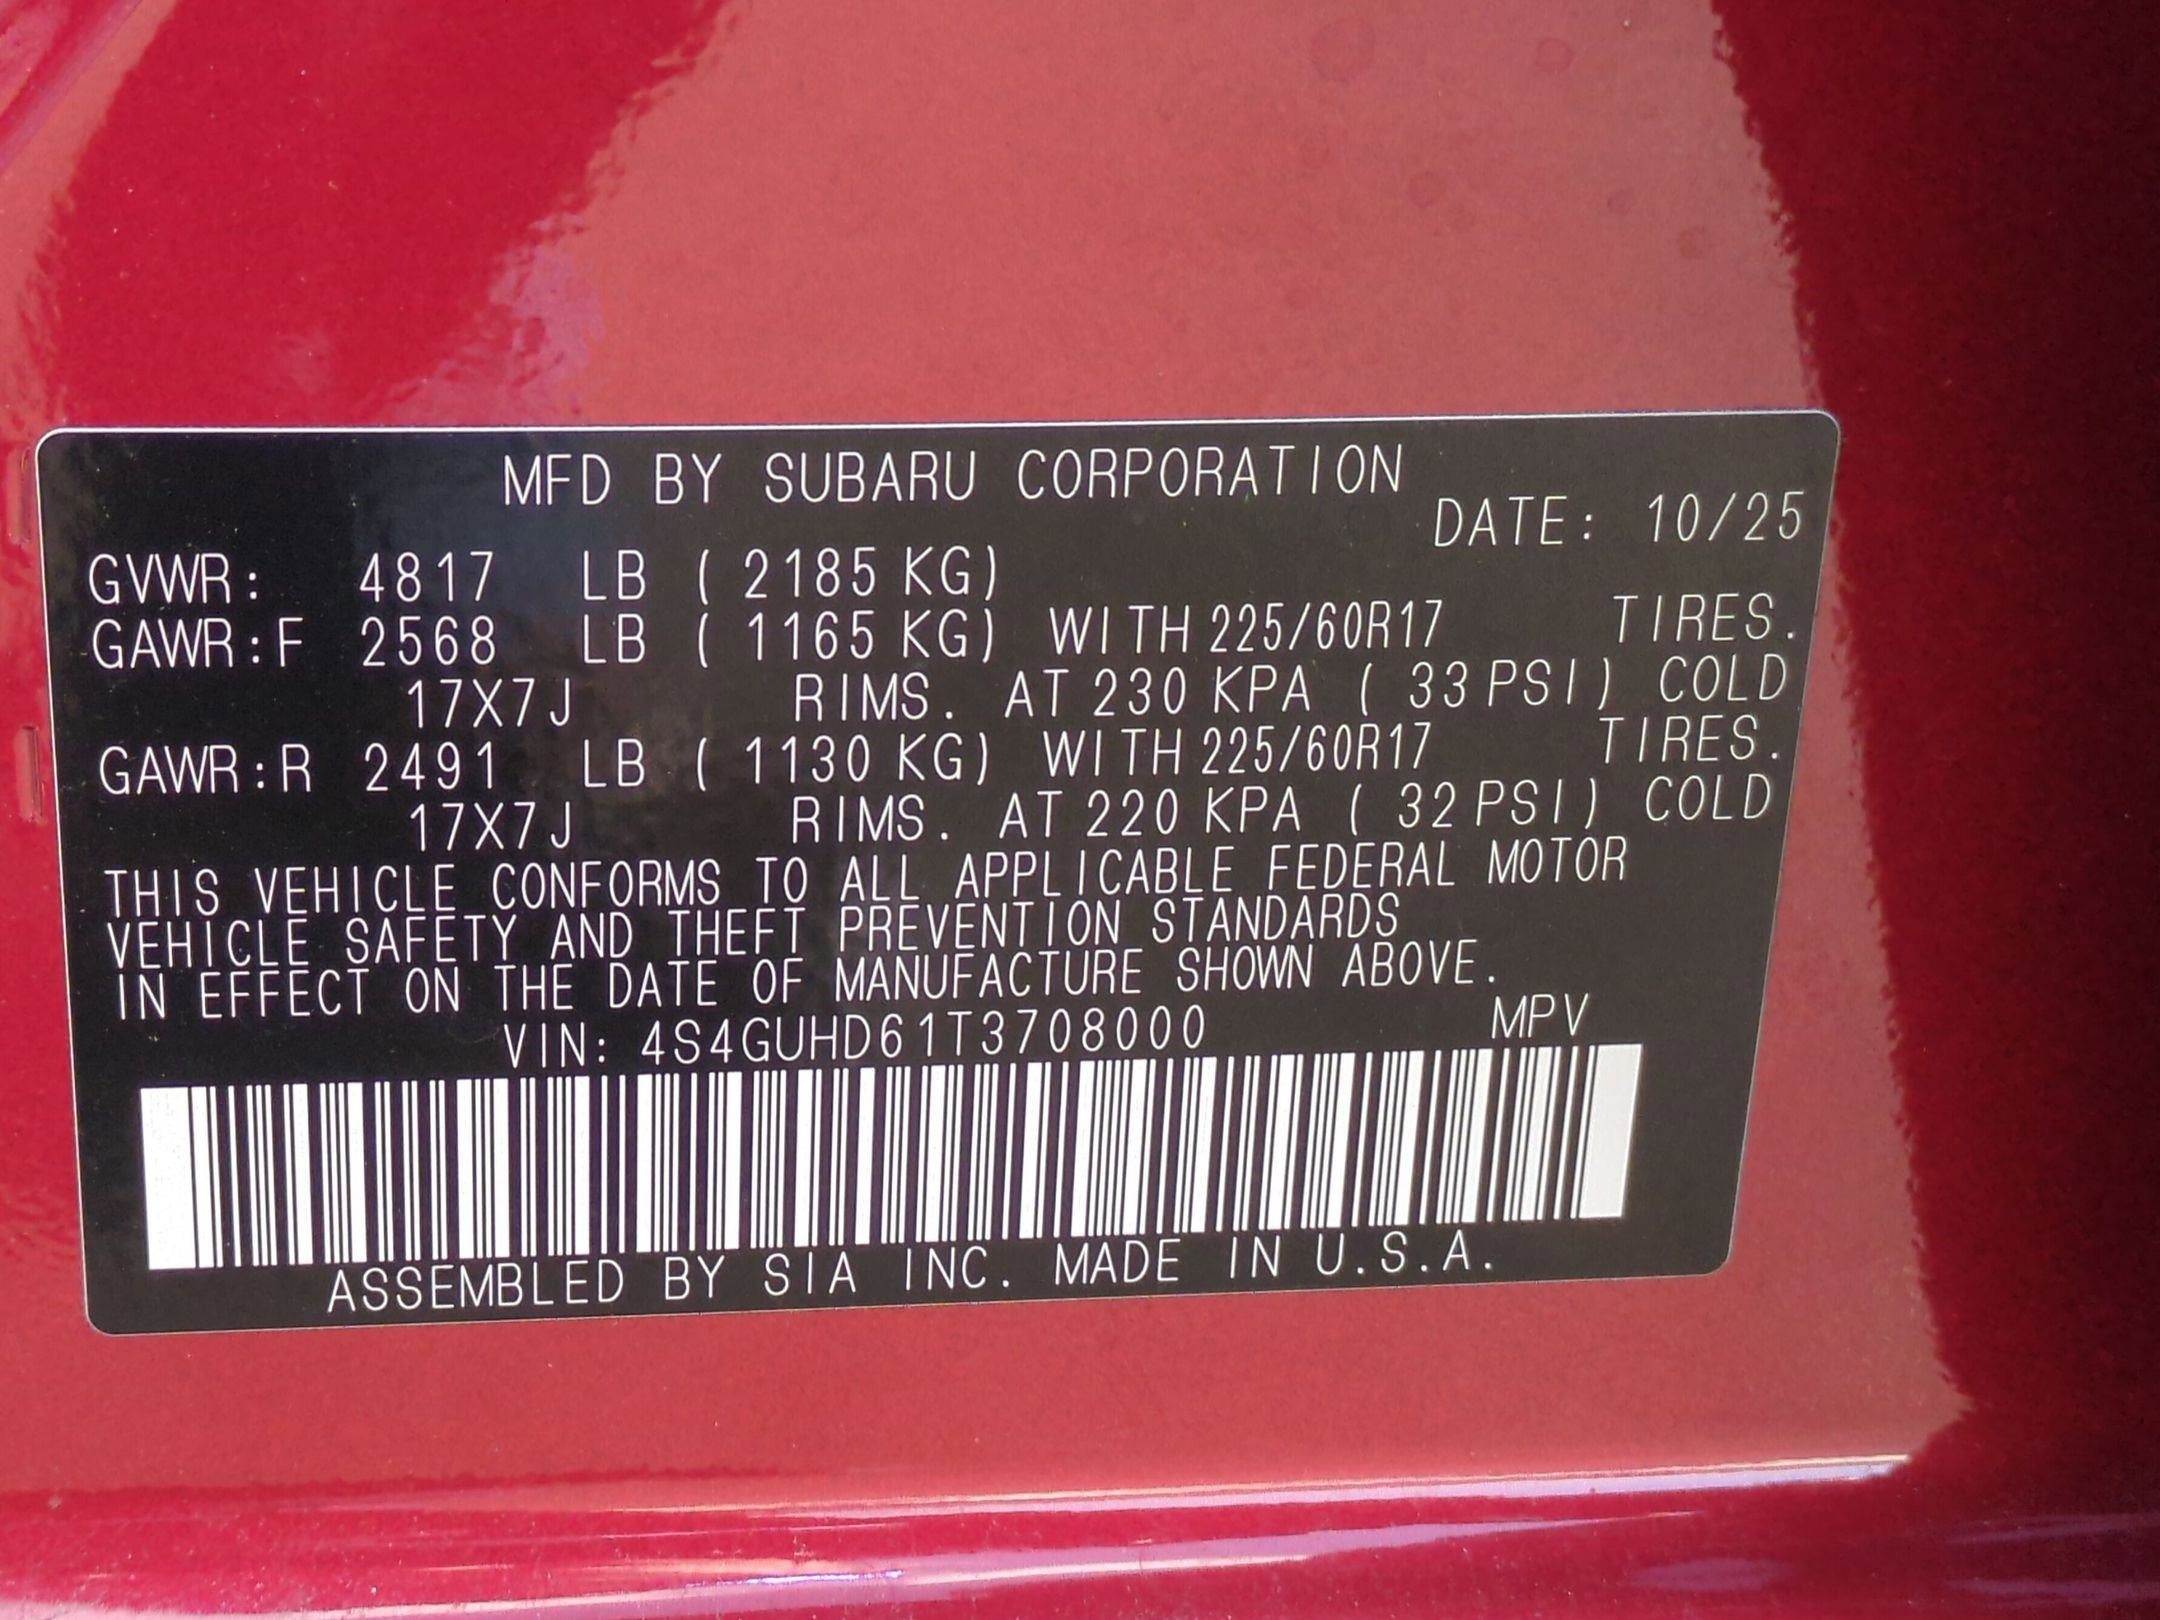 MFD BY SUBARU CORPORATION
DATE: 10/25
GVWR: 4817 LB ( 2185 KG)
GAWR:F 2568 LB ( 1165 KG) WITH 225/60R17 TIRES.
17X7J RIMS. AT 230 KPA ( 33 PSI) COLD
GAWR:R 2491 LB ( 1130 KG) WITH 225/60R17 TIRES.
17X7J RIMS. AT 220 KPA ( 32 PSI) COLD
THIS VEHICLE CONFORMS TO ALL APPLICABLE FEDERAL MOTOR
VEHICLE SAFETY AND THEFT PREVENTION STANDARDS
IN EFFECT ON THE DATE OF MANUFACTURE SHOWN ABOVE.
VIN: 4S4GUHD61T3708000 MPV
ASSEMBLED BY SIA INC. MADE IN U.S.A.